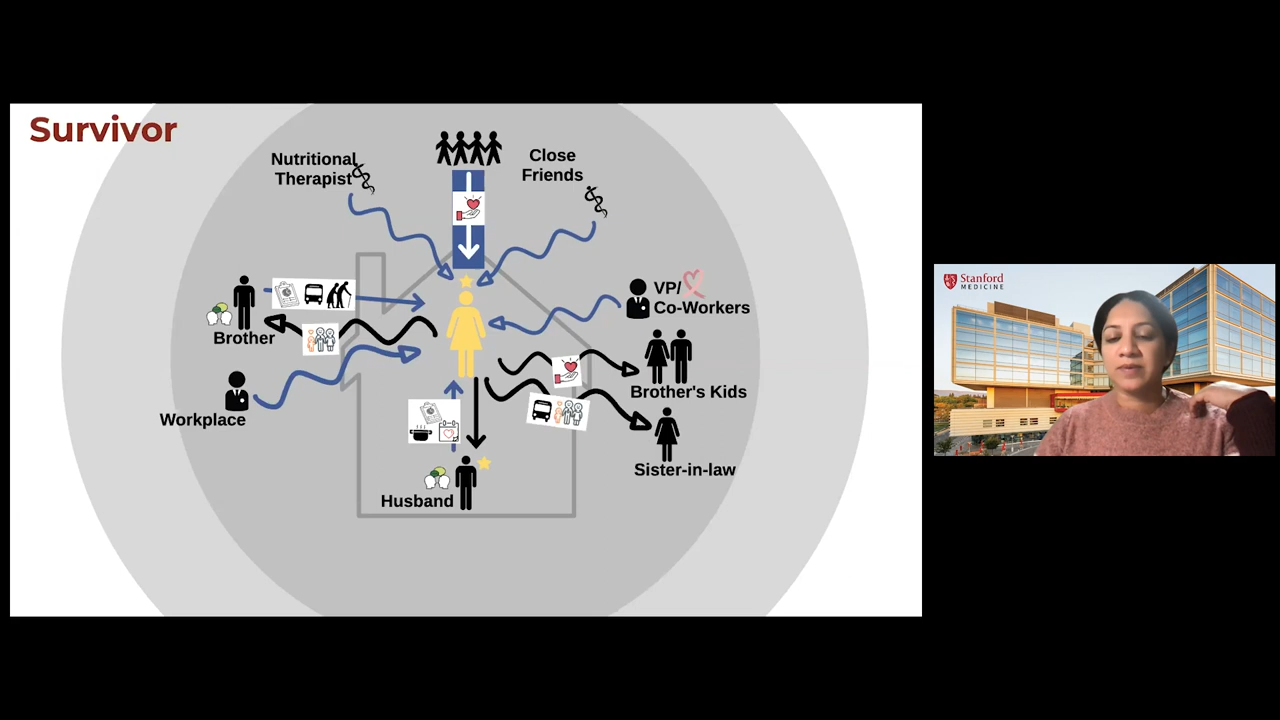 Survivor
Nutritional
Therapist
Close
Friends
VP/
Co-Workers
Brother
Brother's Kids
Workplace
Sister-in-law
Husband
Stanford
MEDICINE